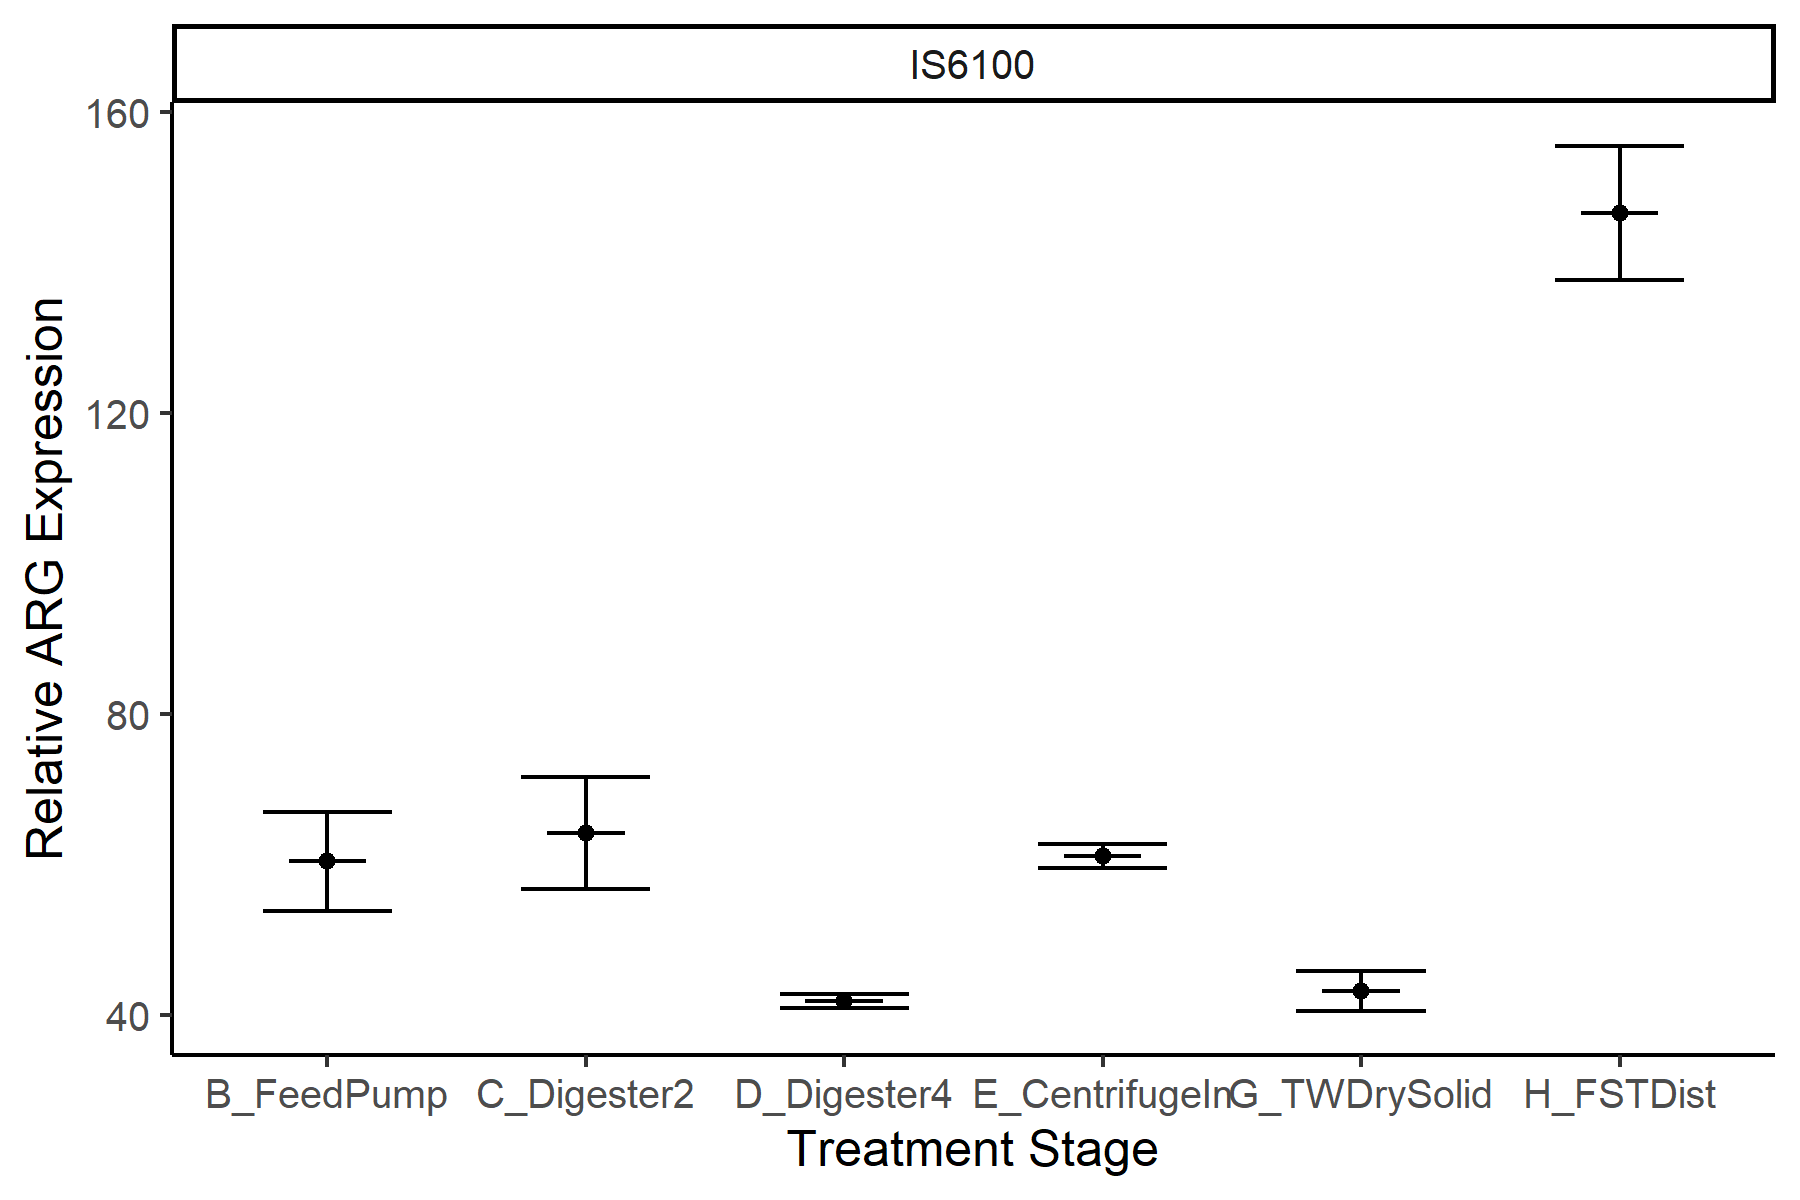 IS6100
160
120
80
40
Relative ARG Expression
B_FeedPump C_Digester2 D_Digester4 E_CentrifugeIn G_TWDrySolid H_FSTDist
Treatment Stage